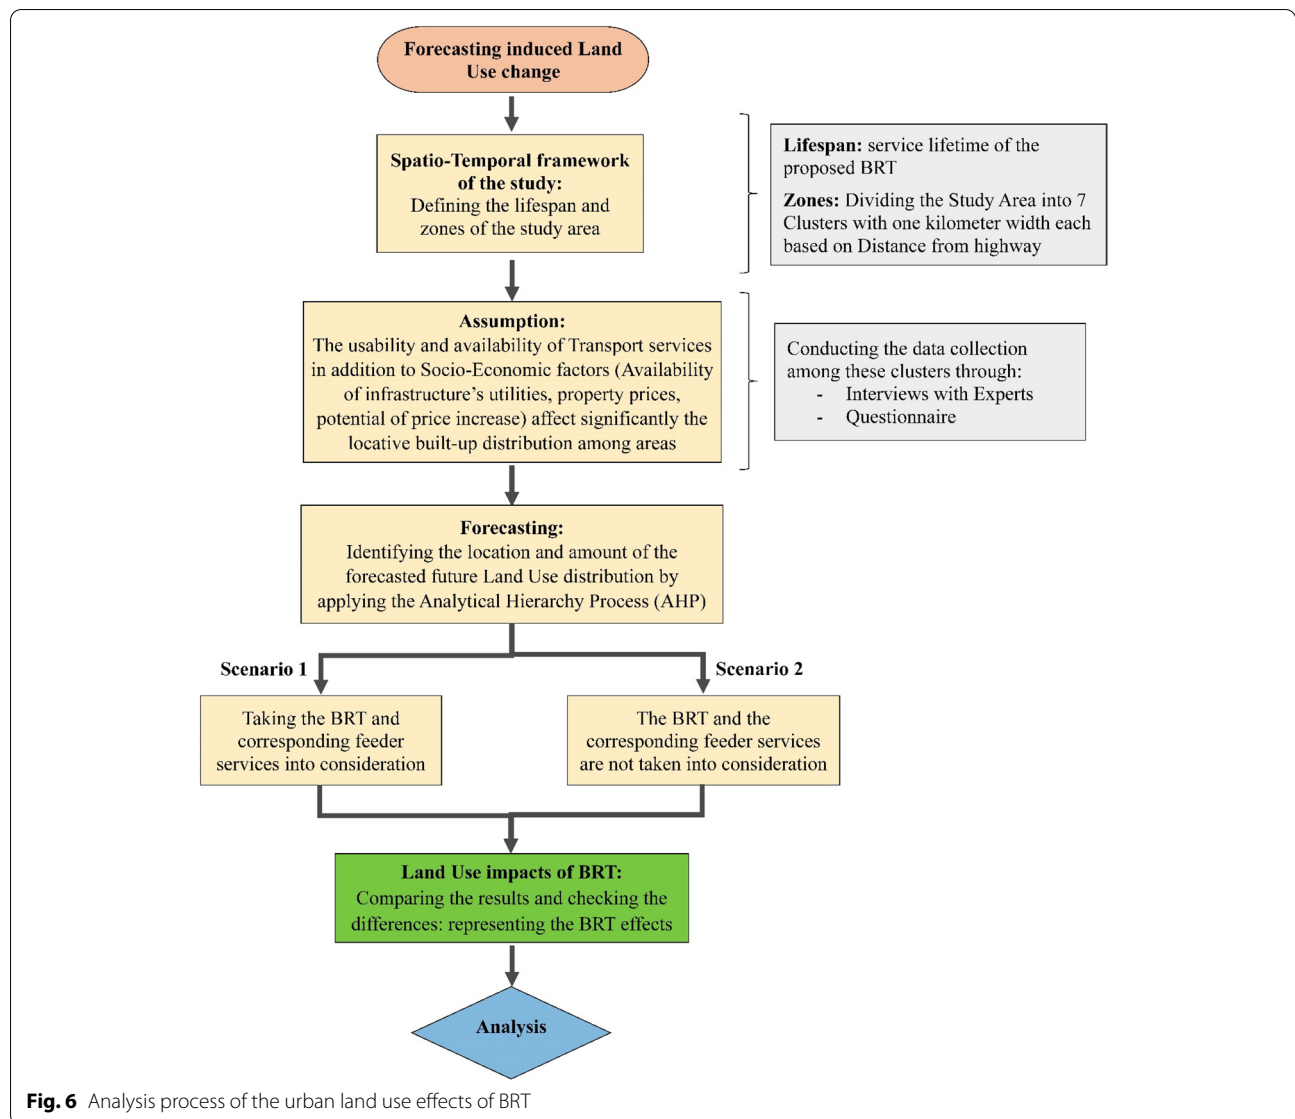 Forecasting induced Land
Use change
Spatio-Temporal framework
of the study:
Defining the lifespan and
zones of the study area
Lifespan: service lifetime of the
proposed BRT
Zones: Dividing the Study Area into 7
Clusters with one kilometer width each
based on Distance from highway
Assumption:
The usability and availability of Transport services
in addition to Socio-Economic factors (Availability
of infrastructure's utilities, property prices,
potential of price increase) affect significantly the
locative built-up distribution among areas
Conducting the data collection
among these clusters through:
- Interviews with Experts
- Questionnaire
Forecasting:
Identifying the location and amount of the
forecasted future Land Use distribution by
applying the Analytical Hierarchy Process (AHP)
Scenario 1
Scenario 2
Taking the BRT and
corresponding feeder
services into consideration
The BRT and the
corresponding feeder services
are not taken into consideration
Land Use impacts of BRT:
Comparing the results and checking the
differences: representing the BRT effects
Analysis
Fig. 6 Analysis process of the urban land use effects of BRT